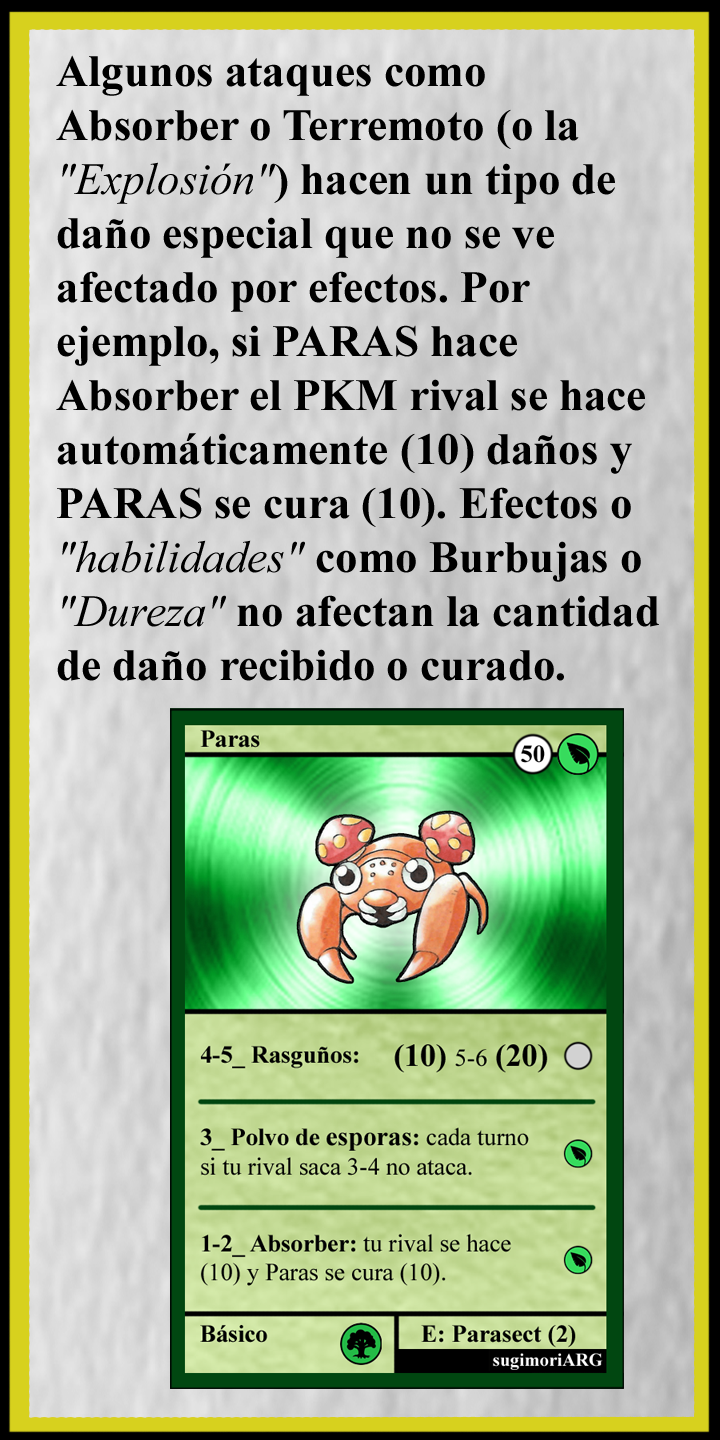 Algunos ataques como
Absorber o Terremoto (o la
"Explosión") hacen un tipo de
daño especial que no se ve
afectado por efectos. Por
ejemplo, si PARAS hace
Absorber el PKM rival se hace
automáticamente (10) daños y
PARAS se cura (10). Efectos o
"habilidades" como Burbujas o
"Dureza" no afectan la cantidad
de daño recibido o curado.
Paras
50
4-5_ Rasguños: (10) 5-6 (20)
3_ Polvo de esporas: cada turno
si tu rival saca 3-4 no ataca.
1-2_ Absorber: tu rival se hace
(10) y Paras se cura (10).
Básico
E: Parasect (2)
sugimoriARG